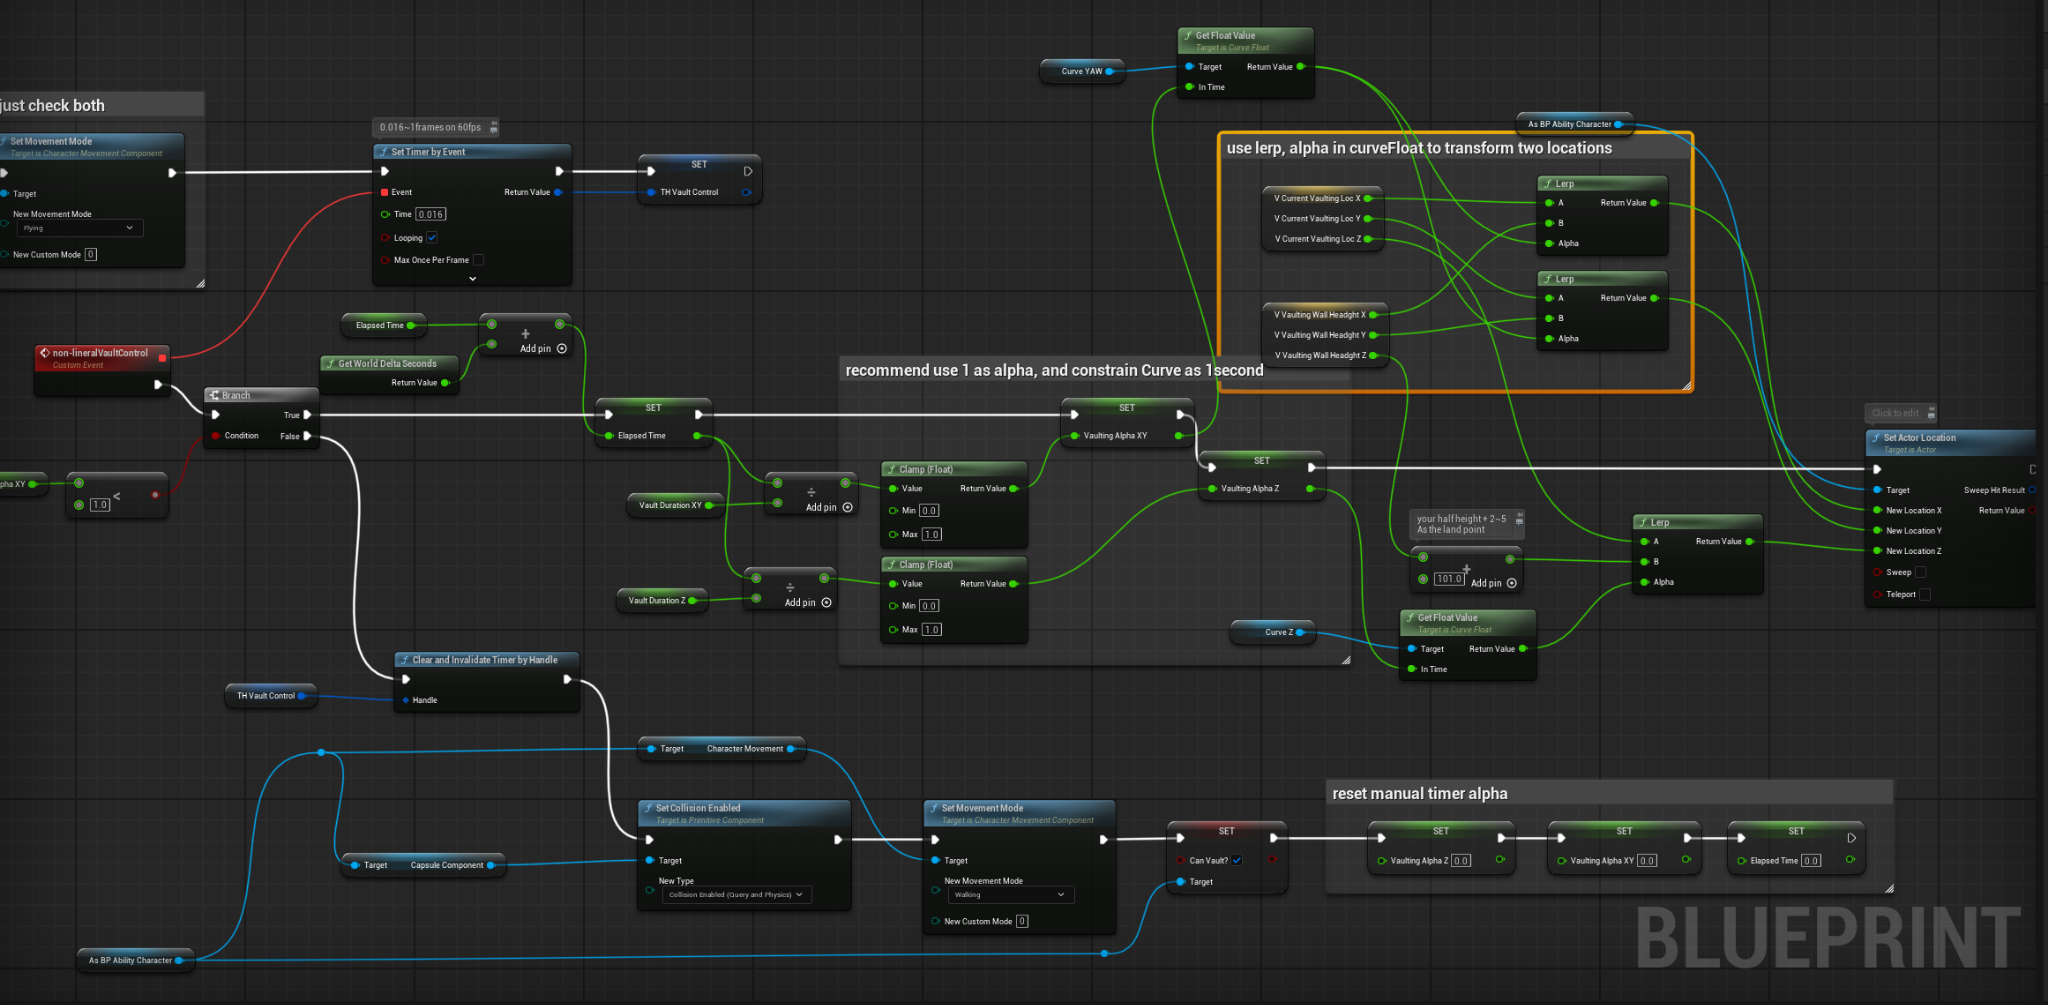 just check both
Set Movement Mode
Target is Character Movement Component
Target
New Movement Mode
Flying
New Custom Mode 0
0.016~1frames on 60fps
Set Timer by Event
Event
Return Value
Time 0.016
Looping
Max Once Per Frame
SET
TH Vault Control
Curve YAW
Get Float Value
Target is Curve Float
Target
Return Value
In Time
As BP Ability Character
use lerp, alpha in curveFloat to transform two locations
V Current Vaulting Loc X
V Current Vaulting Loc Y
V Current Vaulting Loc Z
Lerp
A
Return Value
B
Alpha
Lerp
A
Return Value
B
Alpha
V Vaulting Wall Headght X
V Vaulting Wall Headght Y
V Vaulting Wall Headght Z
non-lineralVaultControl
Custom Event
Elapsed Time
Add pin
Get World Delta Seconds
Return Value
Branch
True
Condition
False
pha XY
1.0
<
SET
Elapsed Time
recommend use 1 as alpha, and constrain Curve as 1second
Vault Duration XY
÷
Add pin
Clamp (Float)
Value
Return Value
Min 0.0
Max 1.0
SET
Vaulting Alpha XY
SET
Vaulting Alpha Z
Vault Duration Z
÷
Add pin
Clamp (Float)
Value
Return Value
Min 0.0
Max 1.0
your half height + 2~5
As the land point
101.0
+
Add pin
Curve Z
Get Float Value
Target is Curve Float
Target
Return Value
In Time
Lerp
A
Return Value
B
Alpha
Click to edit
Set Actor Location
Target is Actor
Target
Sweep Hit Result
New Location X
Return Value
New Location Y
New Location Z
Sweep
Teleport
Clear and Invalidate Timer by Handle
TH Vault Control
Handle
Target
Character Movement
Target
Capsule Component
Set Collision Enabled
Target is Primitive Component
Target
New Type
Collision Enabled (Query and Physics)
Set Movement Mode
Target is Character Movement Component
Target
New Movement Mode
Walking
New Custom Mode 0
SET
Can Vault?
Target
reset manual timer alpha
SET
Vaulting Alpha Z 0.0
SET
Vaulting Alpha XY 0.0
SET
Elapsed Time 0.0
As BP Ability Character
BLUEPRINT